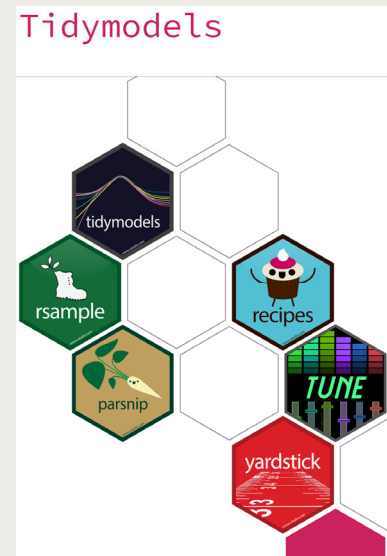 Tidymodels
tidymodels
rsample
recipes
parsnip
TUNE
yardstick